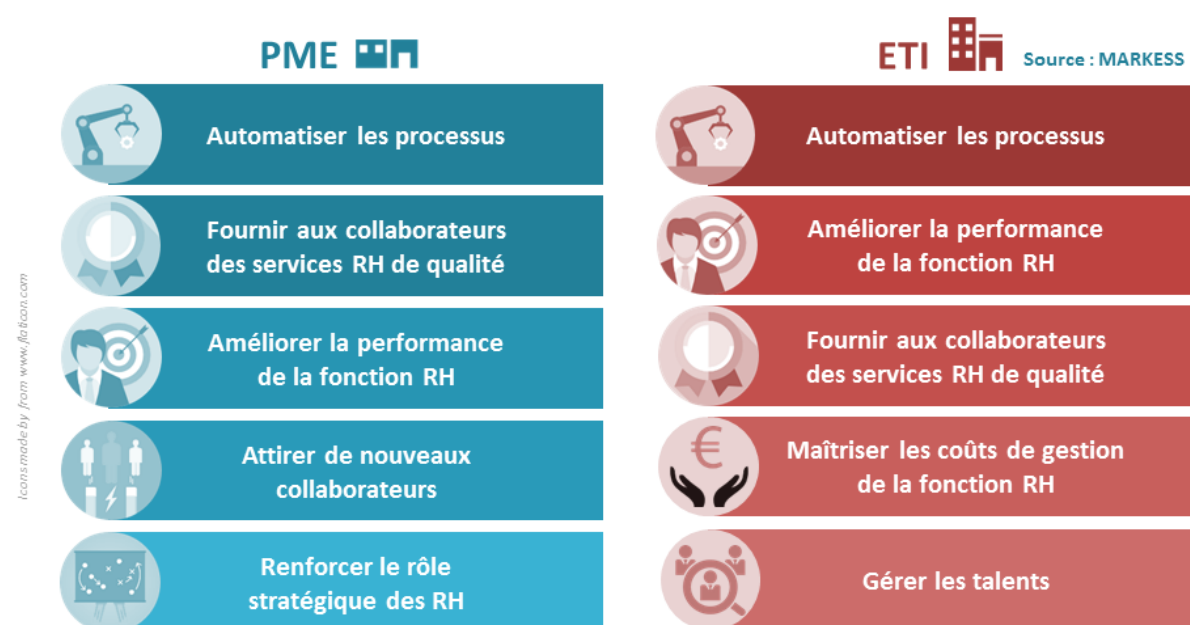 PME
Automatiser les processus
Fournir aux collaborateurs
des services RH de qualité
Améliorer la performance
de la fonction RH
Attirer de nouveaux
collaborateurs
Renforcer le rôle
stratégique des RH
ETI
Source : MARKESS
Automatiser les processus
Améliorer la performance
de la fonction RH
Fournir aux collaborateurs
des services RH de qualité
€
Maîtriser les coûts de gestion
de la fonction RH
Gérer les talents
Icons made by from www.flaticon.com